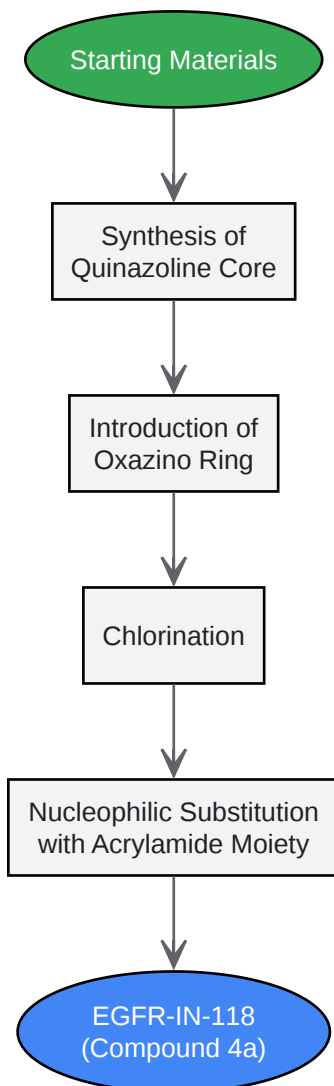 Starting Materials
Synthesis of
Quinazoline Core
Introduction of
Oxazino Ring
Chlorination
Nucleophilic Substitution
with Acrylamide Moiety
EGFR-IN-118
(Compound 4a)